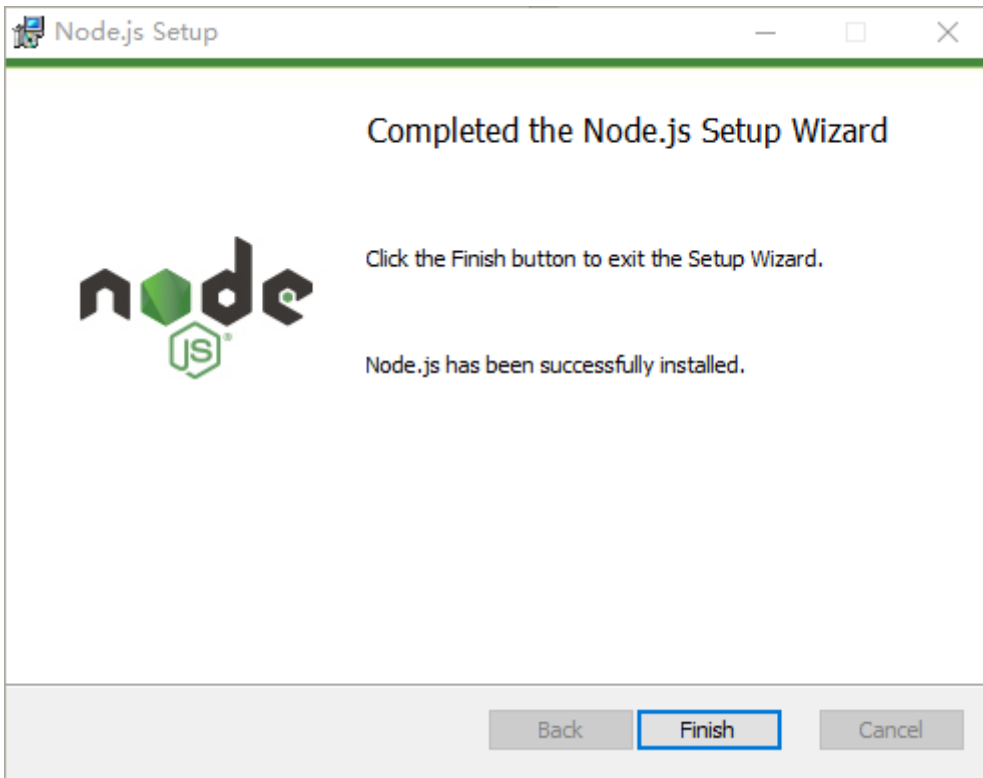 Node.js Setup
Completed the Node.js Setup Wizard
Click the Finish button to exit the Setup Wizard.
node
JS®
Node.js has been successfully installed.
Back Finish Cancel